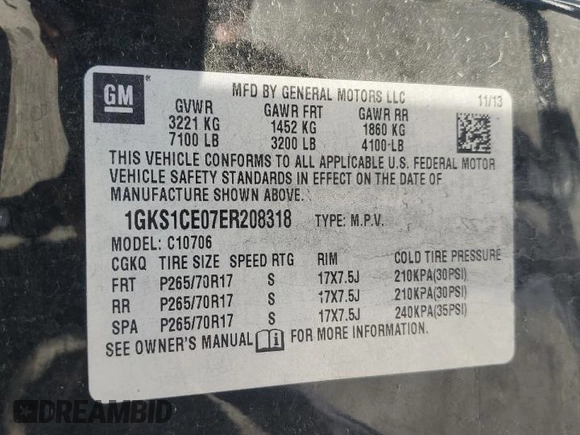 GM
MFD BY GENERAL MOTORS LLC 11/13
GVWR GAWR FRT GAWR RR
3221 KG 1452 KG 1860 KG
7100 LB 3200 LB 4100 LB
THIS VEHICLE CONFORMS TO ALL APPLICABLE U.S. FEDERAL MOTOR
VEHICLE SAFETY STANDARDS IN EFFECT ON THE DATE OF
MANUFACTURE SHOWN ABOVE.
1GKS1CE07ER208318 TYPE: M.P.V.
MODEL: C10706
CGKQ TIRE SIZE SPEED RTG RIM COLD TIRE PRESSURE
FRT P265/70R17 S 17X7.5J 210KPA(30PSI)
RR P265/70R17 S 17X7.5J 210KPA(30PSI)
SPA P265/70R17 S 17X7.5J 240KPA(35PSI)
SEE OWNER'S MANUAL FOR MORE INFORMATION.
DREAMBID